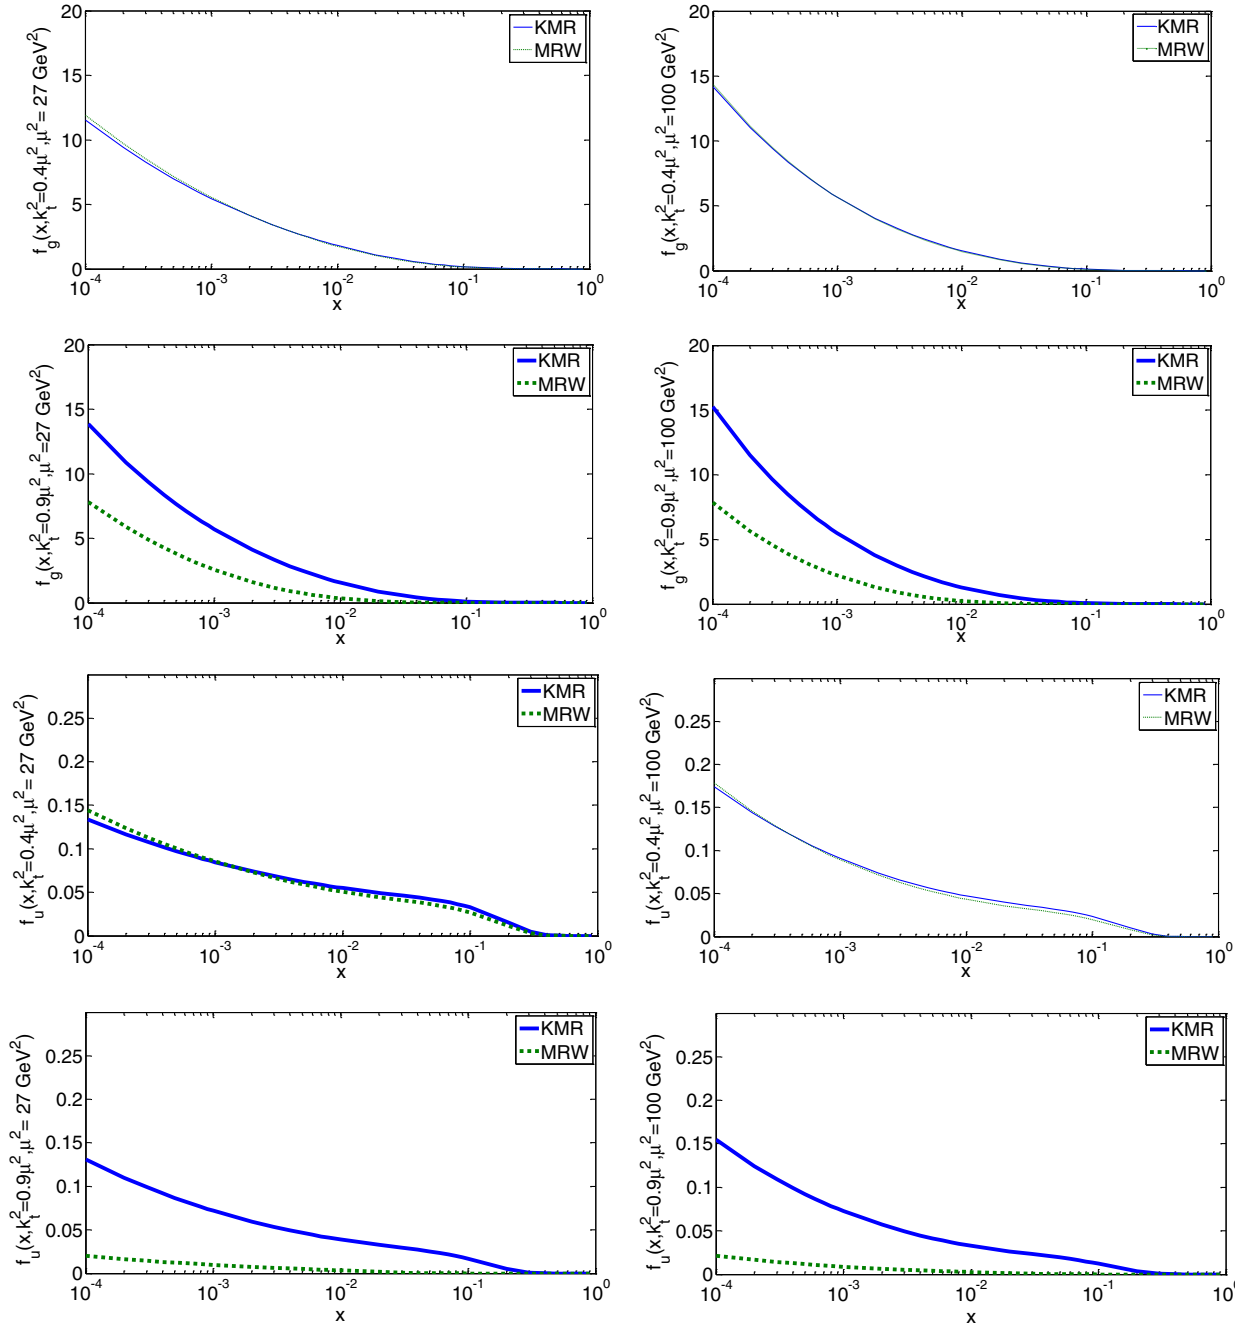 f_g(x,k_t^2=0.4μ^2,μ^2= 27 GeV^2)
20
15
10
5
0
KMR
MRW
10^-4
10^-3
10^-2
10^-1
10^0
x
f_g(x,k_t^2=0.4μ^2,μ^2=100 GeV^2)
20
15
10
5
0
KMR
MRW
10^-4
10^-3
10^-2
10^-1
10^0
x
f_g(x,k_t^2=0.9μ^2,μ^2=27 GeV^2)
20
15
10
5
0
KMR
MRW
10^-4
10^-3
10^-2
10^-1
10^0
x
f_g(x,k_t^2=0.9μ^2,μ^2=100 GeV^2)
20
15
10
5
0
KMR
MRW
10^-4
10^-3
10^-2
10^-1
10^0
x
f_u(x,k_t^2=0.4μ^2,μ^2= 27 GeV^2)
0.25
0.2
0.15
0.1
0.05
0
KMR
MRW
10^-4
10^-3
10^-2
10^-1
10^0
x
f_u(x,k_t^2=0.4μ^2,μ^2=100 GeV^2)
0.25
0.2
0.15
0.1
0.05
0
KMR
MRW
10^-4
10^-3
10^-2
10^-1
10^0
x
f_u(x,k_t^2=0.9μ^2,μ^2= 27 GeV^2)
0.25
0.2
0.15
0.1
0.05
0
KMR
MRW
10^-4
10^-3
10^-2
10^-1
10^0
x
f_u(x,k_t^2=0.9μ^2,μ^2=100 GeV^2)
0.25
0.2
0.15
0.1
0.05
0
KMR
MRW
10^-4
10^-3
10^-2
10^-1
10^0
x